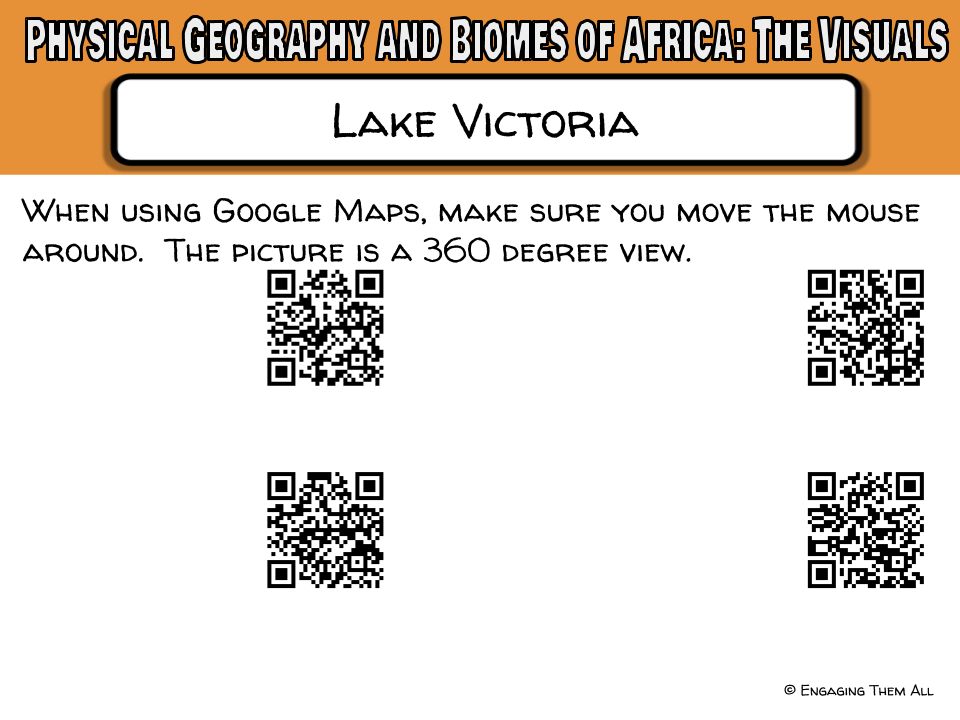 Physical Geography and Biomes of Africa: The Visuals
Lake Victoria
When using Google Maps, make sure you move the mouse
around. The picture is a 360 degree view.
© Engaging Them All